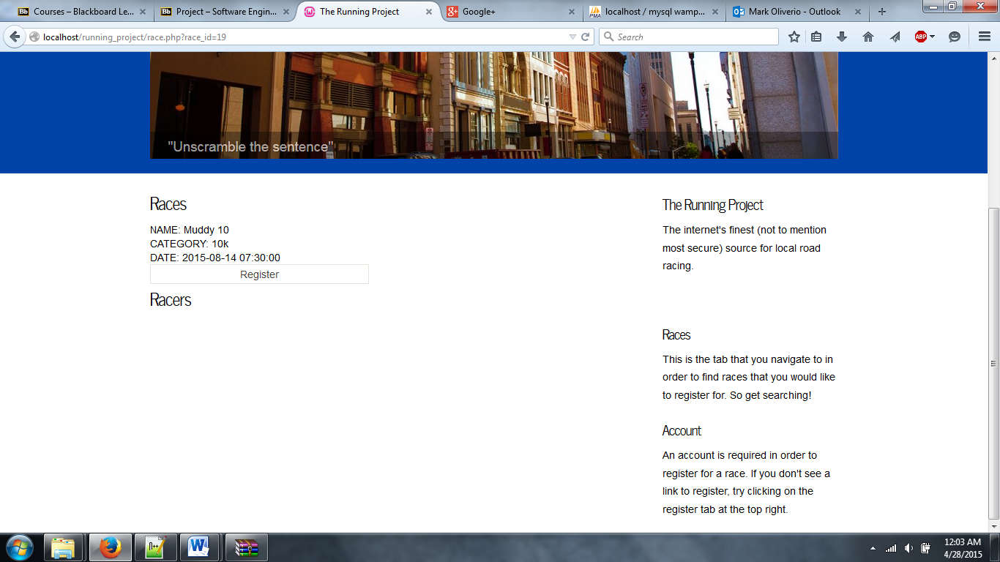 Courses – Blackboard Le...
Project – Software Engin...
The Running Project
Google+
localhost / mysql wamp...
Mark Oliverio - Outlook
localhost/running_project/race.php?race_id=19
Search
ABP
"Unscramble the sentence"
Races
NAME: Muddy 10
CATEGORY: 10k
DATE: 2015-08-14 07:30:00
Register
Racers
The Running Project
The internet's finest (not to mention
most secure) source for local road
racing.
Races
This is the tab that you navigate to in
order to find races that you would like
to register for. So get searching!
Account
An account is required in order to
register for a race. If you don't see a
link to register, try clicking on the
register tab at the top right.
12:03 AM
4/28/2015